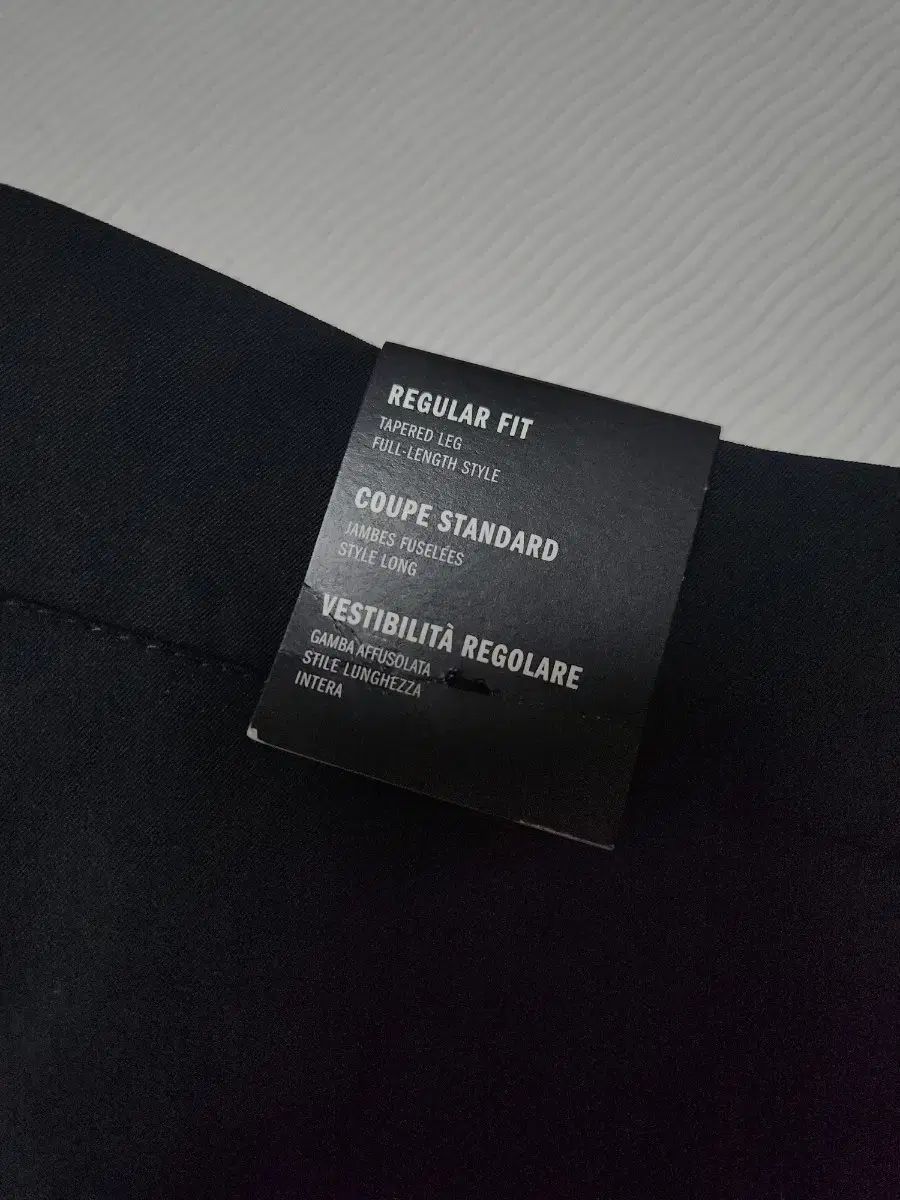 REGULAR FIT
TAPERED LEG
FULL-LENGTH STYLE
COUPE STANDARD
JAMBES FUSELÉES
STYLE LONG
VESTIBILITÀ REGOLARE
GAMBA AFFUSOLATA
STILE LUNGHEZZA
INTERA